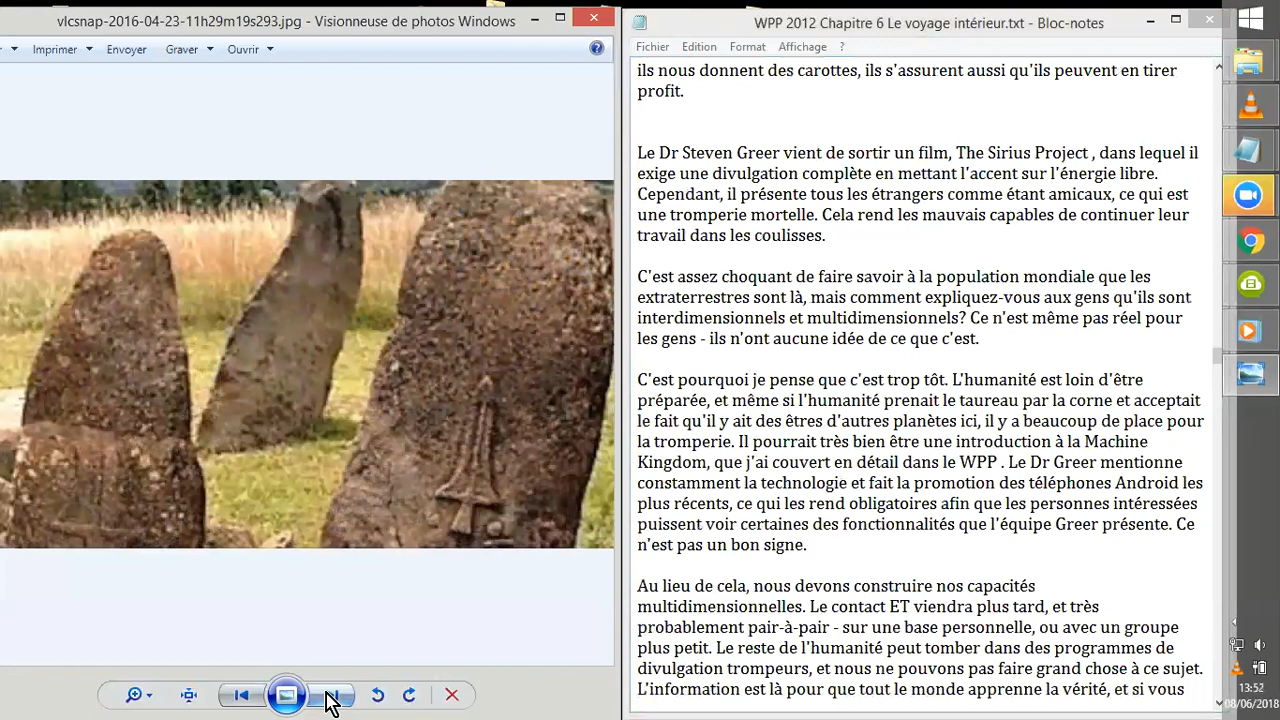 vlcsnap-2016-04-23-11h29m19s293.jpg - Visionneuse de photos Windows
Imprimer Envoyer Graver Ouvrir
WPP 2012 Chapitre 6 Le voyage intérieur.txt - Bloc-notes
Fichier Edition Format Affichage ?
ils nous donnent des carottes, ils s'assurent aussi qu'ils peuvent en tirer
profit.
Le Dr Steven Greer vient de sortir un film, The Sirius Project , dans lequel il
exige une divulgation complète en mettant l'accent sur l'énergie libre.
Cependant, il présente tous les étrangers comme étant amicaux, ce qui est
une tromperie mortelle. Cela rend les mauvais capables de continuer leur
travail dans les coulisses.
C'est assez choquant de faire savoir à la population mondiale que les
extraterrestres sont là, mais comment expliquez-vous aux gens qu'ils sont
interdimensionnels et multidimensionnels? Ce n'est même pas réel pour
les gens - ils n'ont aucune idée de ce que c'est.
C'est pourquoi je pense que c'est trop tôt. L'humanité est loin d'être
préparée, et même si l'humanité prenait le taureau par la corne et acceptait
le fait qu'il y ait des êtres d'autres planètes ici, il y a beaucoup de place pour
la tromperie. Il pourrait très bien être une introduction à la Machine
Kingdom, que j'ai couvert en détail dans le WPP . Le Dr Greer mentionne
constamment la technologie et fait la promotion des téléphones Android les
plus récents, ce qui les rend obligatoires afin que les personnes intéressées
puissent voir certaines des fonctionnalités que l'équipe Greer présente. Ce
n'est pas un bon signe.
Au lieu de cela, nous devons construire nos capacités
multidimensionnelles. Le contact ET viendra plus tard, et très
probablement pair-à-pair - sur une base personnelle, ou avec un groupe
plus petit. Le reste de l'humanité peut tomber dans des programmes de
divulgation trompeurs, et nous ne pouvons pas faire grand chose à ce sujet.
L'information est là pour que tout le monde apprenne la vérité, et si vous
13:52
08/06/2018